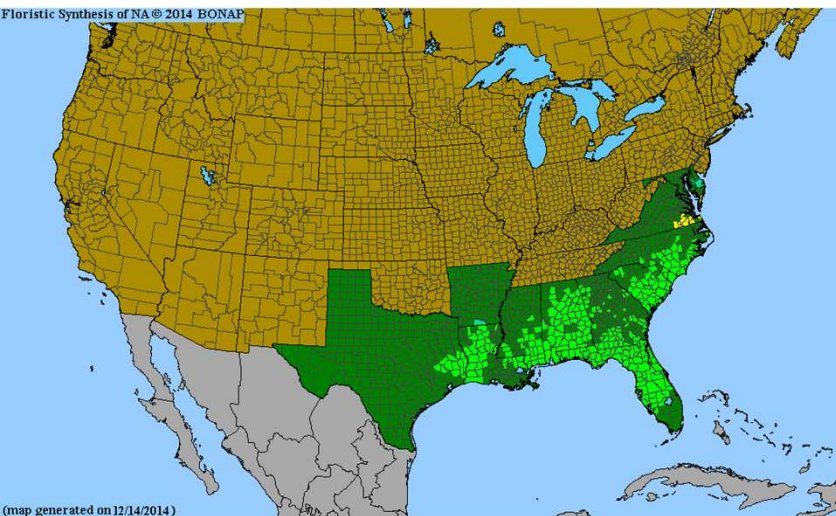 Floristic Synthesis of NA © 2014 BONAP
(map generated on 12/14/2014)